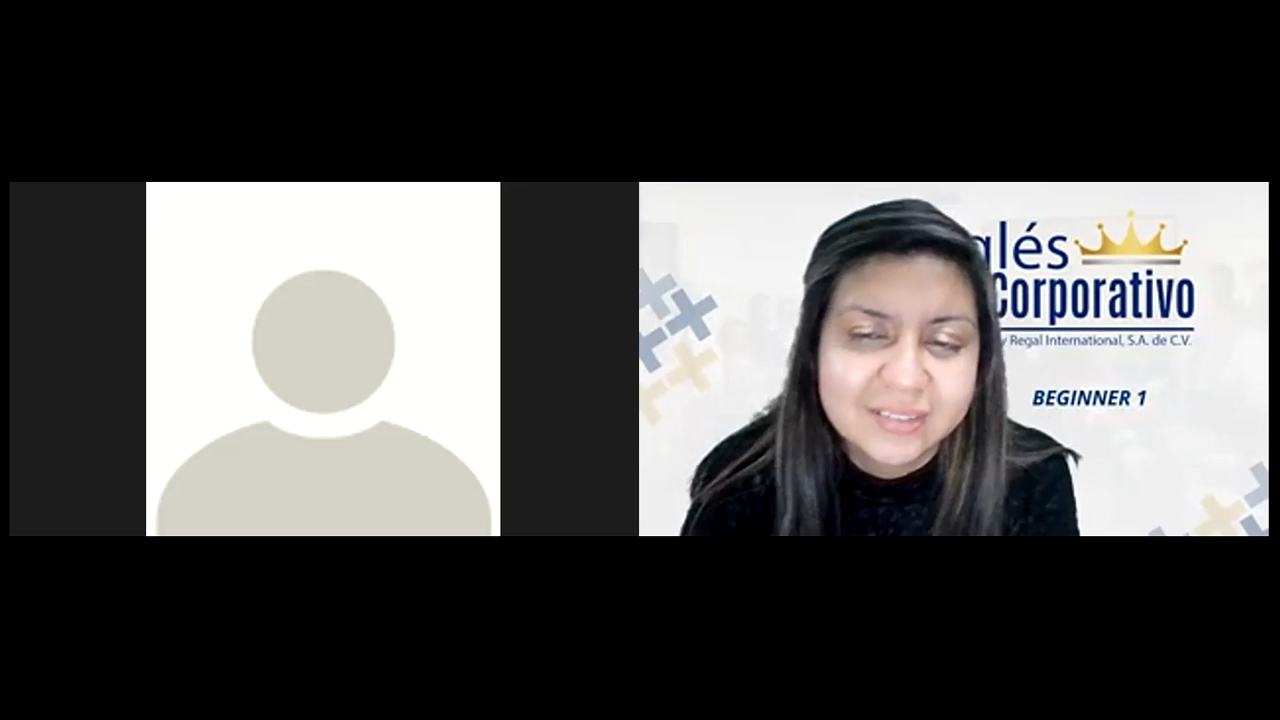 glés
Corporativo
y Regal International, S.A. de C.V.
BEGINNER 1